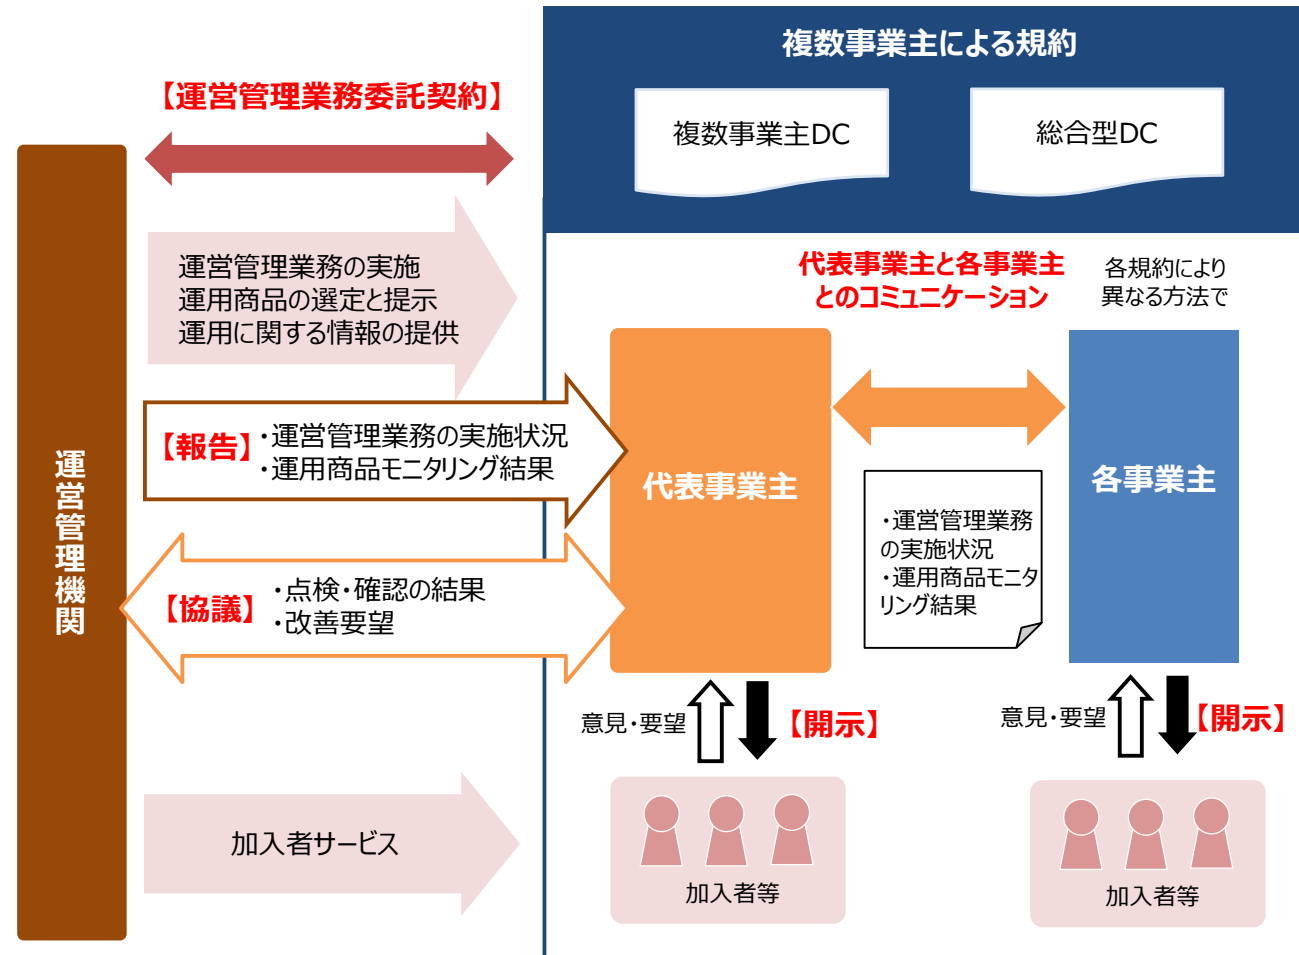 複数事業主による規約
【運営管理業務委託契約】
複数事業主DC
総合型DC
運営管理業務の実施
運用商品の選定と提示
運用に関する情報の提供
代表事業主と各事業主
とのコミュニケーション
各規約により
異なる方法で
【報告】
・運営管理業務の実施状況
・運用商品モニタリング結果
運営管理機関
代表事業主
各事業主
・運営管理業務
の実施状況
・運用商品モニタ
リング結果
【協議】
・点検・確認の結果
・改善要望
意見・要望
【開示】
意見・要望
【開示】
加入者サービス
加入者等
加入者等